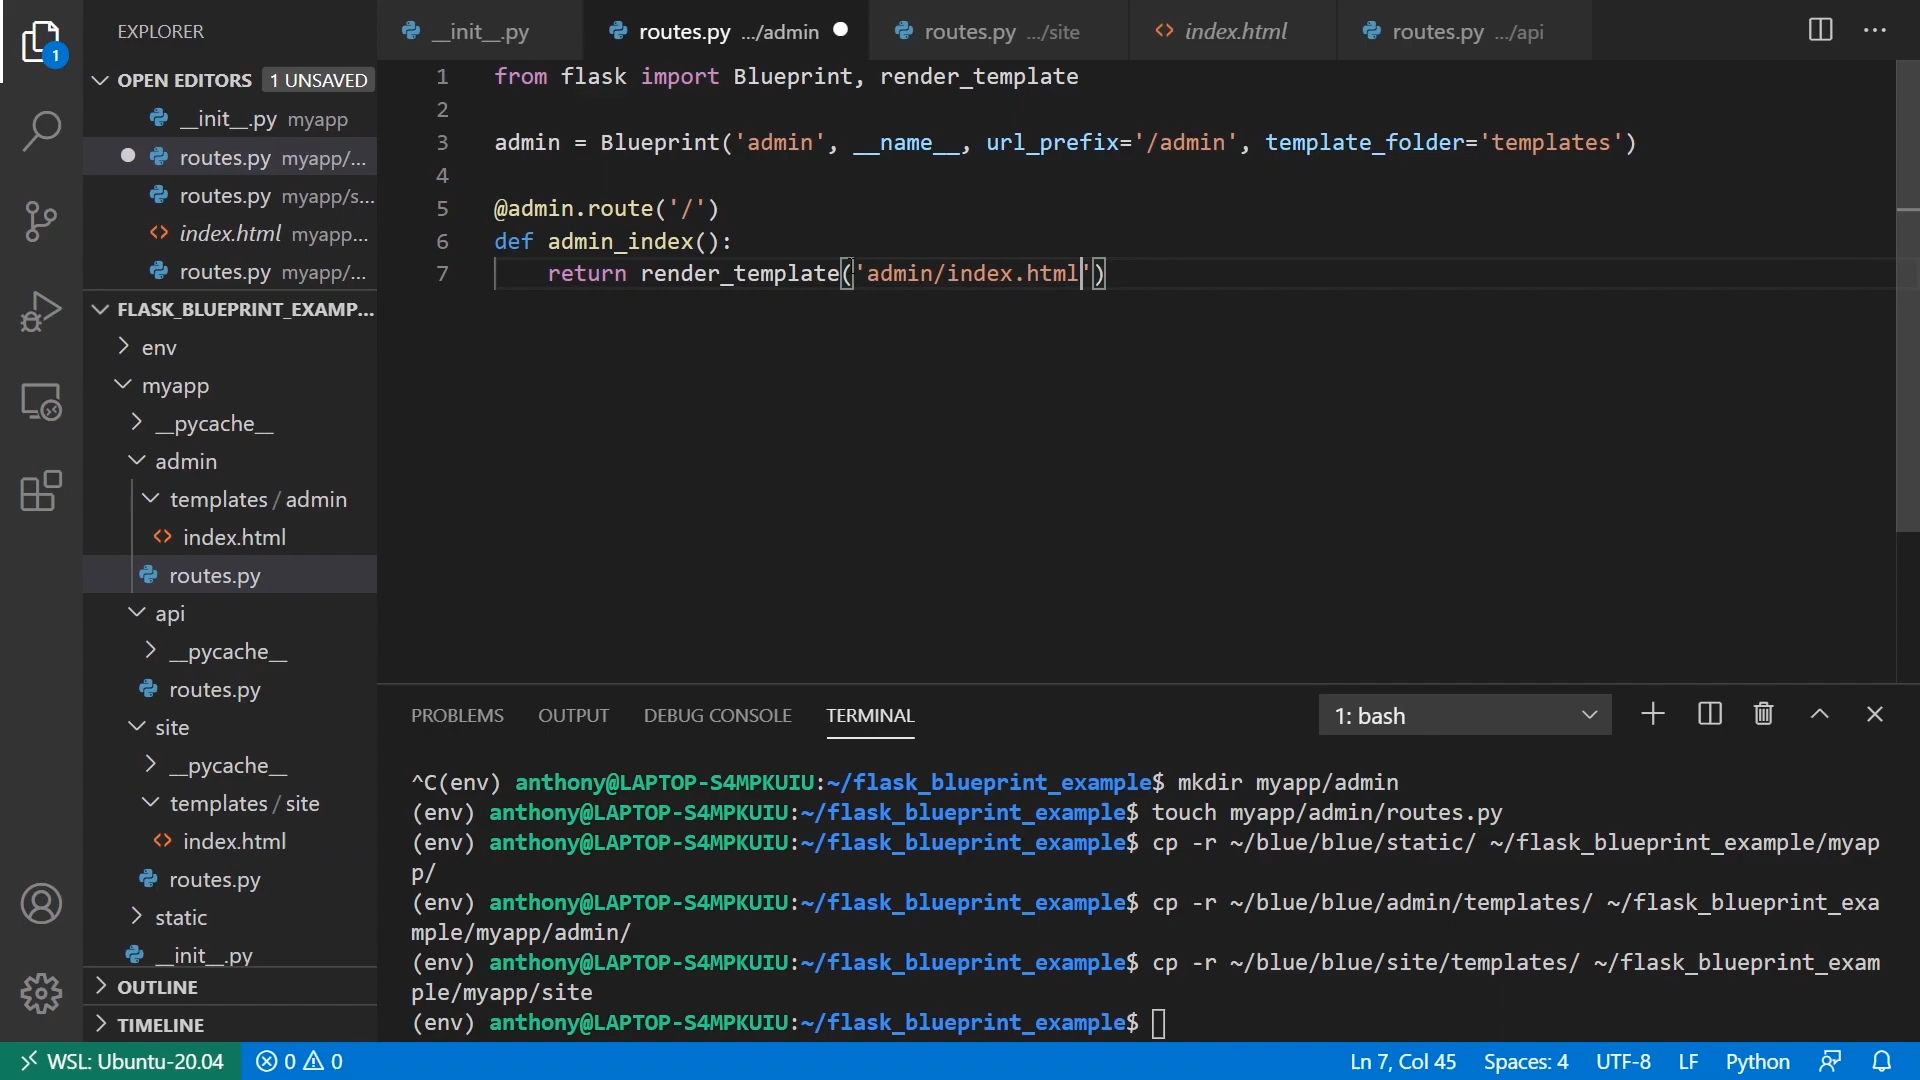 1
EXPLORER
OPEN EDITORS 1 UNSAVED
__init__.py myapp
routes.py myapp/...
routes.py myapp/s...
index.html myapp...
routes.py myapp/...
FLASK_BLUEPRINT_EXAMP...
env
myapp
__pycache__
admin
templates / admin
index.html
routes.py
api
__pycache__
routes.py
site
__pycache__
templates / site
index.html
routes.py
static
__init__.py
OUTLINE
TIMELINE
__init__.py routes.py .../admin routes.py .../site index.html routes.py .../api
1 from flask import Blueprint, render_template
2
3 admin = Blueprint('admin', __name__, url_prefix='/admin', template_folder='templates')
4
5 @admin.route('/')
6 def admin_index():
7 return render_template('admin/index.html')
PROBLEMS OUTPUT DEBUG CONSOLE TERMINAL 1: bash
^C(env) anthony@LAPTOP-S4MPKUIU:~/flask_blueprint_example$ mkdir myapp/admin
(env) anthony@LAPTOP-S4MPKUIU:~/flask_blueprint_example$ touch myapp/admin/routes.py
(env) anthony@LAPTOP-S4MPKUIU:~/flask_blueprint_example$ cp -r ~/blue/blue/static/ ~/flask_blueprint_example/myap
p/
(env) anthony@LAPTOP-S4MPKUIU:~/flask_blueprint_example$ cp -r ~/blue/blue/admin/templates/ ~/flask_blueprint_exa
mple/myapp/admin/
(env) anthony@LAPTOP-S4MPKUIU:~/flask_blueprint_example$ cp -r ~/blue/blue/site/templates/ ~/flask_blueprint_exam
ple/myapp/site
(env) anthony@LAPTOP-S4MPKUIU:~/flask_blueprint_example$
WSL: Ubuntu-20.04 0 0 Ln 7, Col 45 Spaces: 4 UTF-8 LF Python